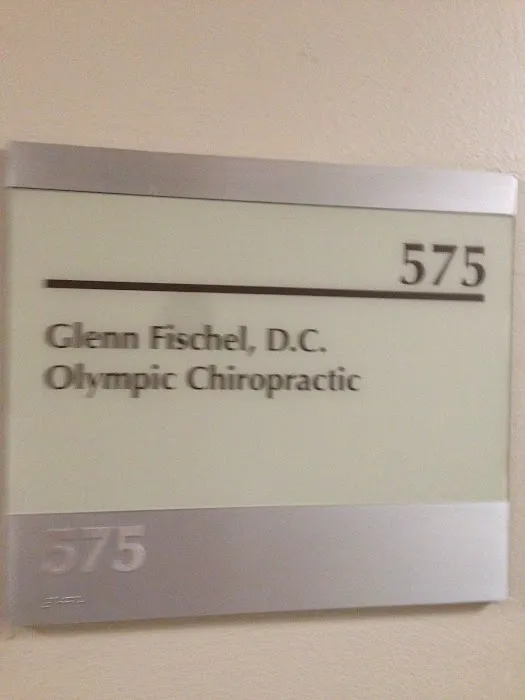 575
Glenn Fischel, D.C.
Olympic Chiropractic
575